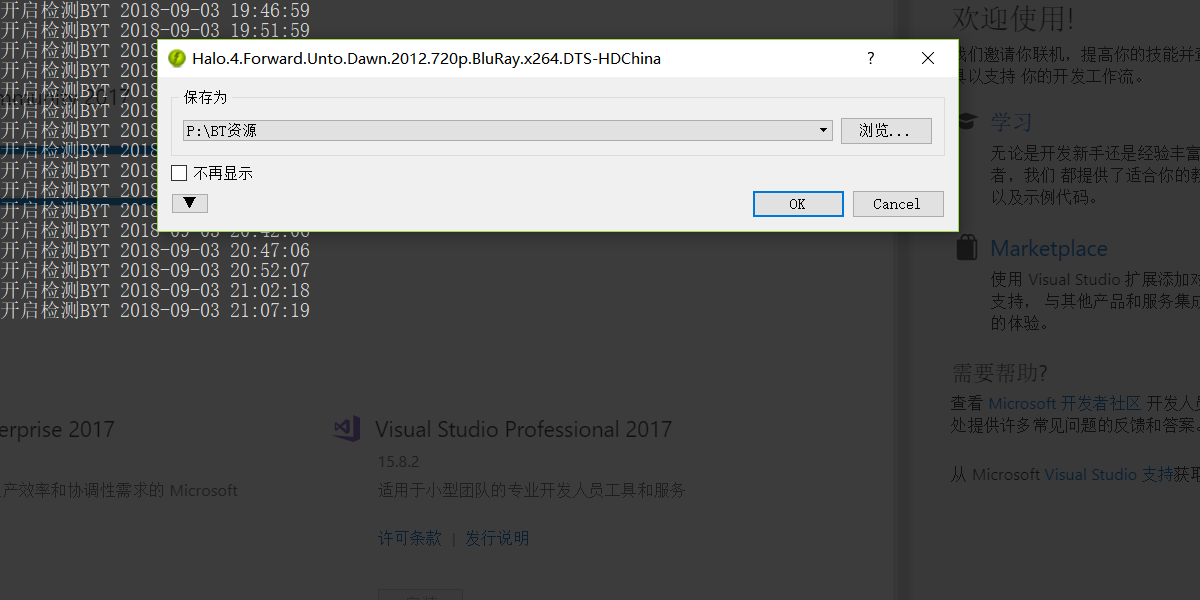 开启检测BYT 2018-09-03 19:46:59
开启检测BYT 2018-09-03 19:51:59
开启检测BYT 2018
开启检测BYT 2018
开启检测BYT 2018
开启检测BYT 2018
开启检测BYT 2018
开启检测BYT 2018
开启检测BYT 2018
开启检测BYT 2018
开启检测BYT 2018
开启检测BYT 2018-09-03 20:42:06
开启检测BYT 2018-09-03 20:47:06
开启检测BYT 2018-09-03 20:52:07
开启检测BYT 2018-09-03 21:02:18
开启检测BYT 2018-09-03 21:07:19
Halo.4.Forward.Unto.Dawn.2012.720p.BluRay.x264.DTS-HDChina
?
保存为
P:\BT资源
浏览...
不再显示
OK
Cancel
erprise 2017
产效率和协调性需求的 Microsoft
Visual Studio Professional 2017
15.8.2
适用于小型团队的专业开发人员工具和服务
许可条款 | 发行说明
欢迎使用!
我们邀请你联机，提高你的技能并查
具以支持 你的开发工作流。
学习
无论是开发新手还是经验丰富
者，我们 都提供了适合你的教
以及示例代码。
Marketplace
使用 Visual Studio 扩展添加对
支持， 与其他产品和服务集成
的体验。
需要帮助?
查看 Microsoft 开发者社区 开发人员
处提供许多常见问题的反馈和答案。
从 Microsoft Visual Studio 支持获取